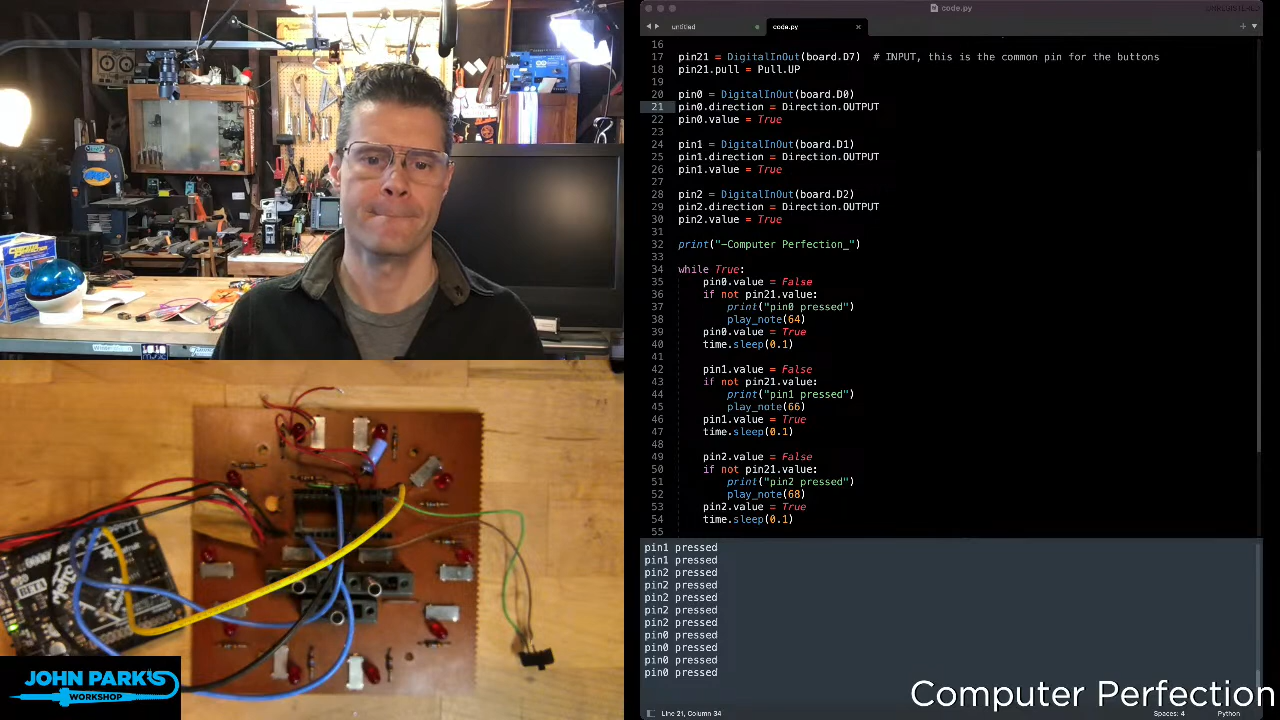 code.py
UNREGISTERED
untitled
code.py
16
17 pin21 = DigitalInOut(board.D7)  # INPUT, this is the common pin for the buttons
18 pin21.pull = Pull.UP
19
20 pin0 = DigitalInOut(board.D0)
21 pin0.direction = Direction.OUTPUT
22 pin0.value = True
23
24 pin1 = DigitalInOut(board.D1)
25 pin1.direction = Direction.OUTPUT
26 pin1.value = True
27
28 pin2 = DigitalInOut(board.D2)
29 pin2.direction = Direction.OUTPUT
30 pin2.value = True
31
32 print("-Computer Perfection_")
33
34 while True:
35     pin0.value = False
36     if not pin21.value:
37         print("pin0 pressed")
38         play_note(64)
39     pin0.value = True
40     time.sleep(0.1)
41
42     pin1.value = False
43     if not pin21.value:
44         print("pin1 pressed")
45         play_note(66)
46     pin1.value = True
47     time.sleep(0.1)
48
49     pin2.value = False
50     if not pin21.value:
51         print("pin2 pressed")
52         play_note(68)
53     pin2.value = True
54     time.sleep(0.1)
55
pin1 pressed
pin1 pressed
pin2 pressed
pin2 pressed
pin2 pressed
pin2 pressed
pin2 pressed
pin0 pressed
pin0 pressed
pin0 pressed
pin0 pressed
Line 21, Column 34
Spaces: 4
Python
Computer Perfection
JOHN PARK'S
WORKSHOP